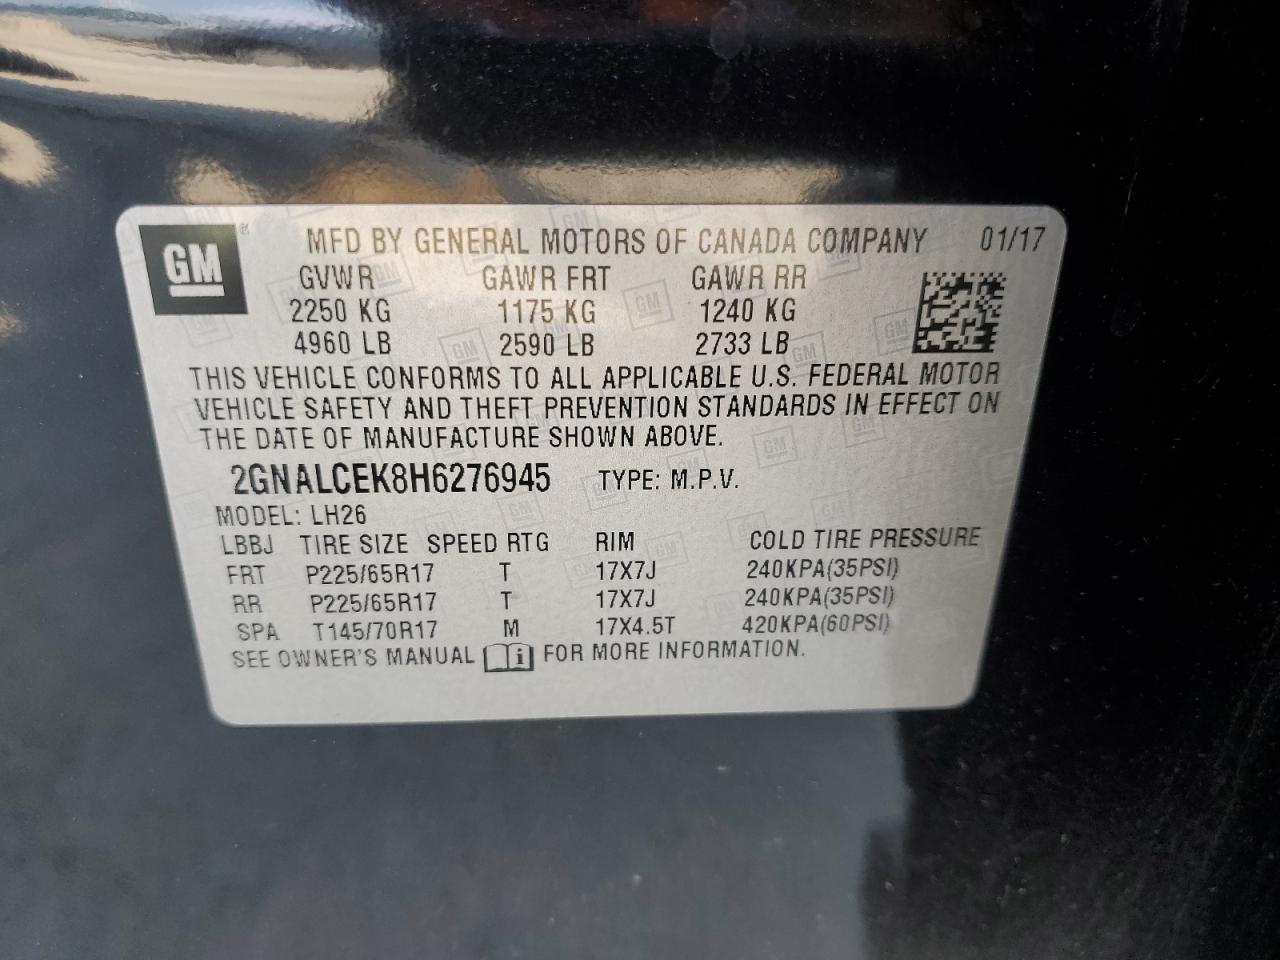 GM® MFD BY GENERAL MOTORS OF CANADA COMPANY 01/17
GVWR GAWR FRT GAWR RR
2250 KG 1175 KG 1240 KG
4960 LB 2590 LB 2733 LB
THIS VEHICLE CONFORMS TO ALL APPLICABLE U.S. FEDERAL MOTOR
VEHICLE SAFETY AND THEFT PREVENTION STANDARDS IN EFFECT ON
THE DATE OF MANUFACTURE SHOWN ABOVE.
2GNALCEK8H6276945 TYPE: M.P.V.
MODEL: LH26
LBBJ TIRE SIZE SPEED RTG RIM COLD TIRE PRESSURE
FRT P225/65R17 T 17X7J 240KPA(35PSI)
RR P225/65R17 T 17X7J 240KPA(35PSI)
SPA T145/70R17 M 17X4.5T 420KPA(60PSI)
SEE OWNER'S MANUAL i FOR MORE INFORMATION.